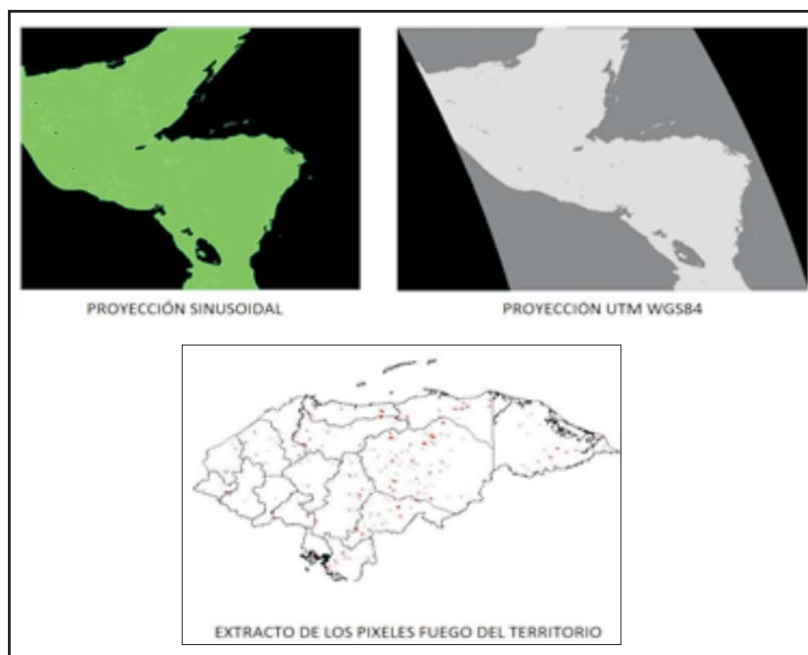 PROYECCIÓN SINUSOIDAL
PROYECCIÓN UTM WGS84
EXTRACTO DE LOS PIXELES FUEGO DEL TERRITORIO